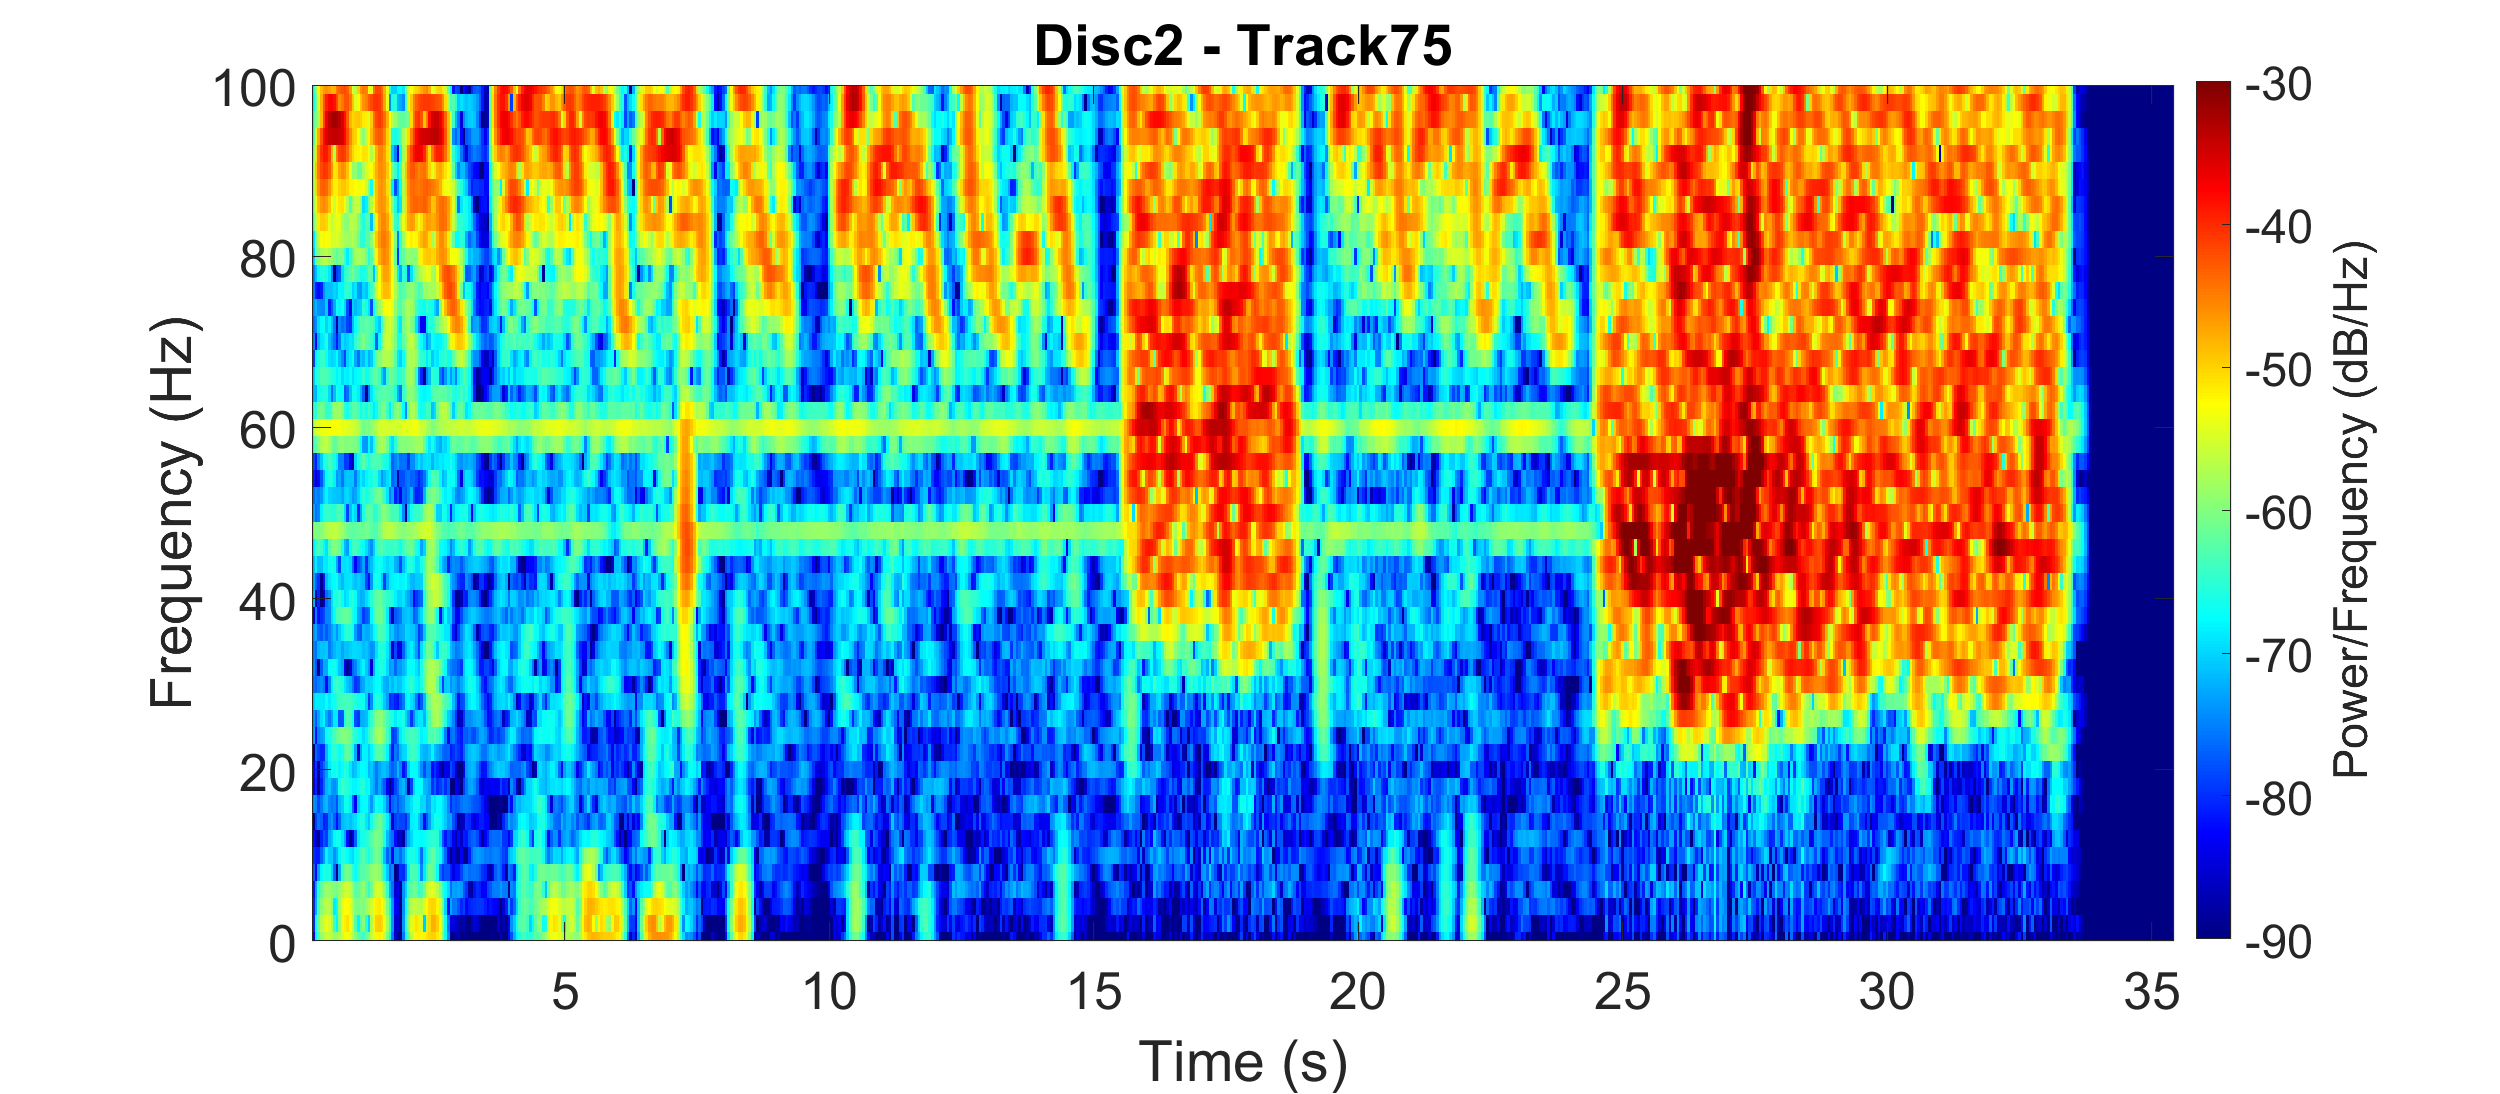 Disc2 - Track75
Frequency (Hz)
100
80
60
40
20
0
5 10 15 20 25 30 35
Time (s)
-30
-40
-50
-60
-70
-80
-90
Power/Frequency (dB/Hz)